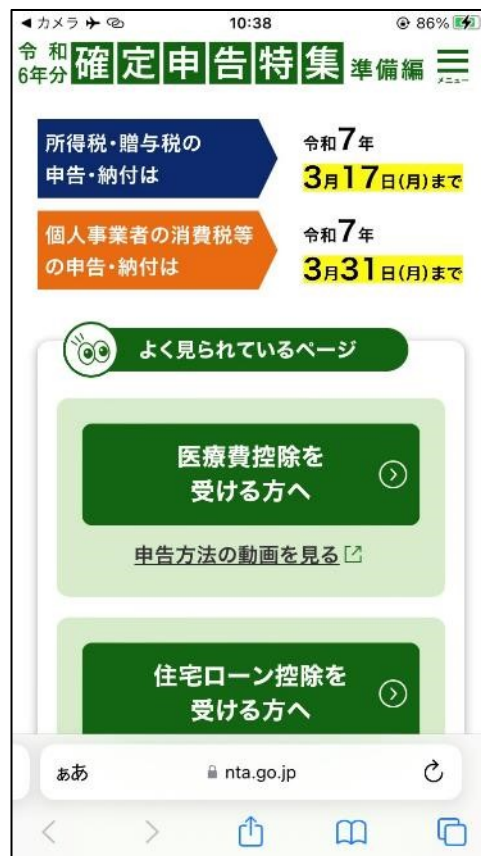 カメラ
10:38
86%
令和
6年分
確定申告特集 準備編
メニュー
所得税・贈与税の
申告・納付は
令和7年
3月17日(月)まで
個人事業者の消費税等
の申告・納付は
令和7年
3月31日(月)まで
よく見られているページ
医療費控除を
受ける方へ
申告方法の動画を見る
住宅ローン控除を
受ける方へ
ぁあ
nta.go.jp